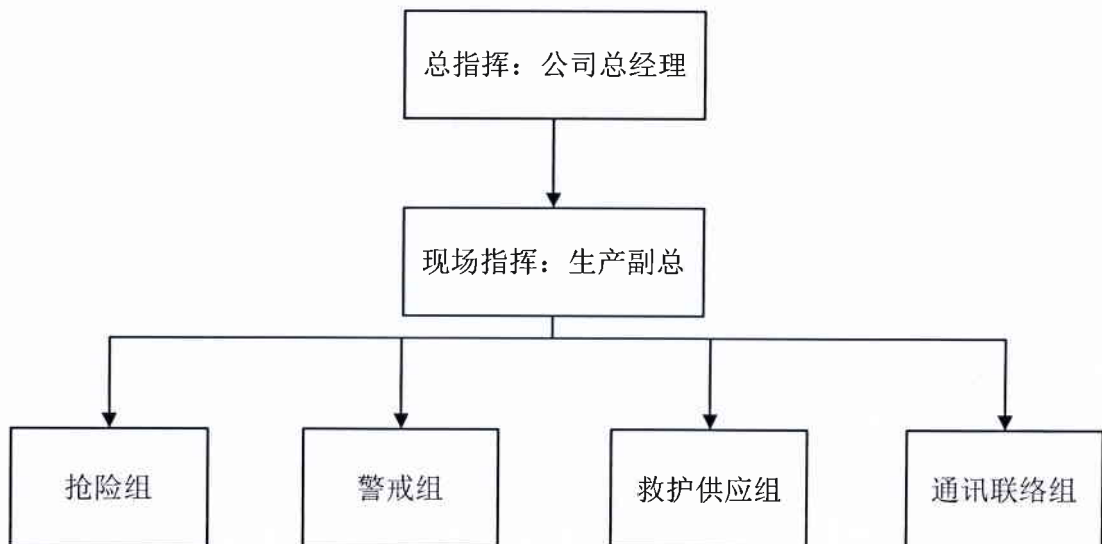 总指挥：公司总经理
现场指挥：生产副总
抢险组
警戒组
救护供应组
通讯联络组